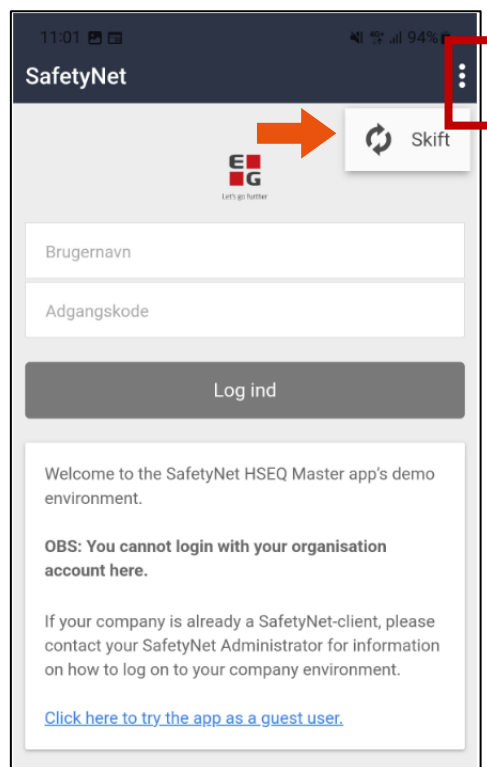 11:01 94%
SafetyNet
Skift
E
G
Let's go further
Brugernavn
Adgangskode
Log ind
Welcome to the SafetyNet HSEQ Master app's demo
environment.
OBS: You cannot login with your organisation
account here.
If your company is already a SafetyNet-client, please
contact your SafetyNet Administrator for information
on how to log on to your company environment.
Click here to try the app as a guest user.